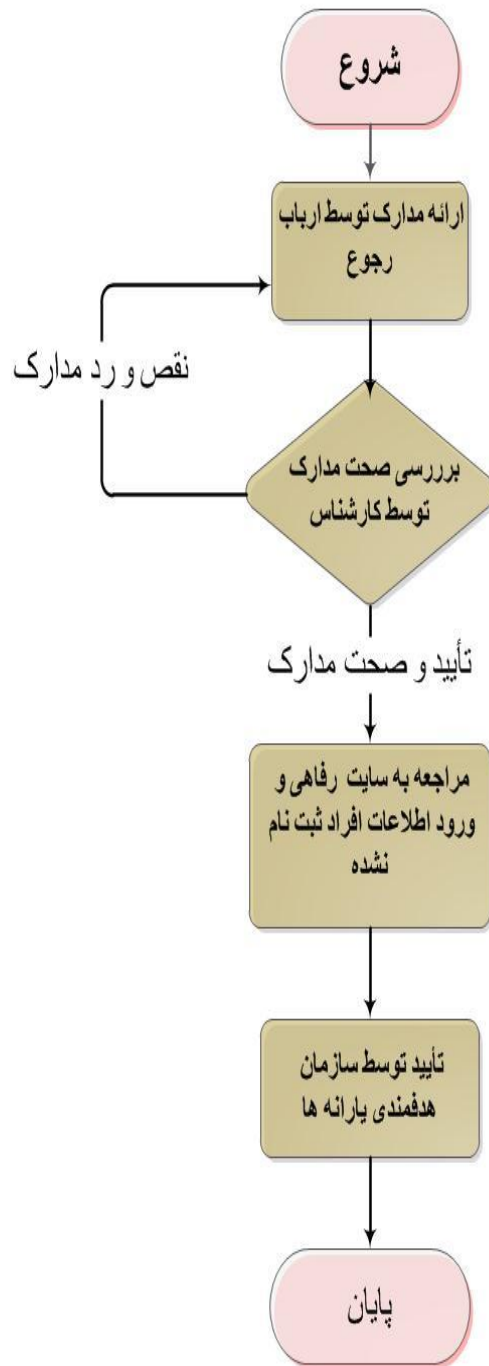 شروع
ارائه مدارک توسط ارباب
رجوع
نقص و رد مدارک
برررسی صحت مدارک
توسط کارشناس
تأیید و صحت مدارک
مراجعه به سایت رفاهی و
ورود اطلاعات افراد ثبت نام
نشده
تأیید توسط سازمان
هدفمندی یارانه ها
پایان